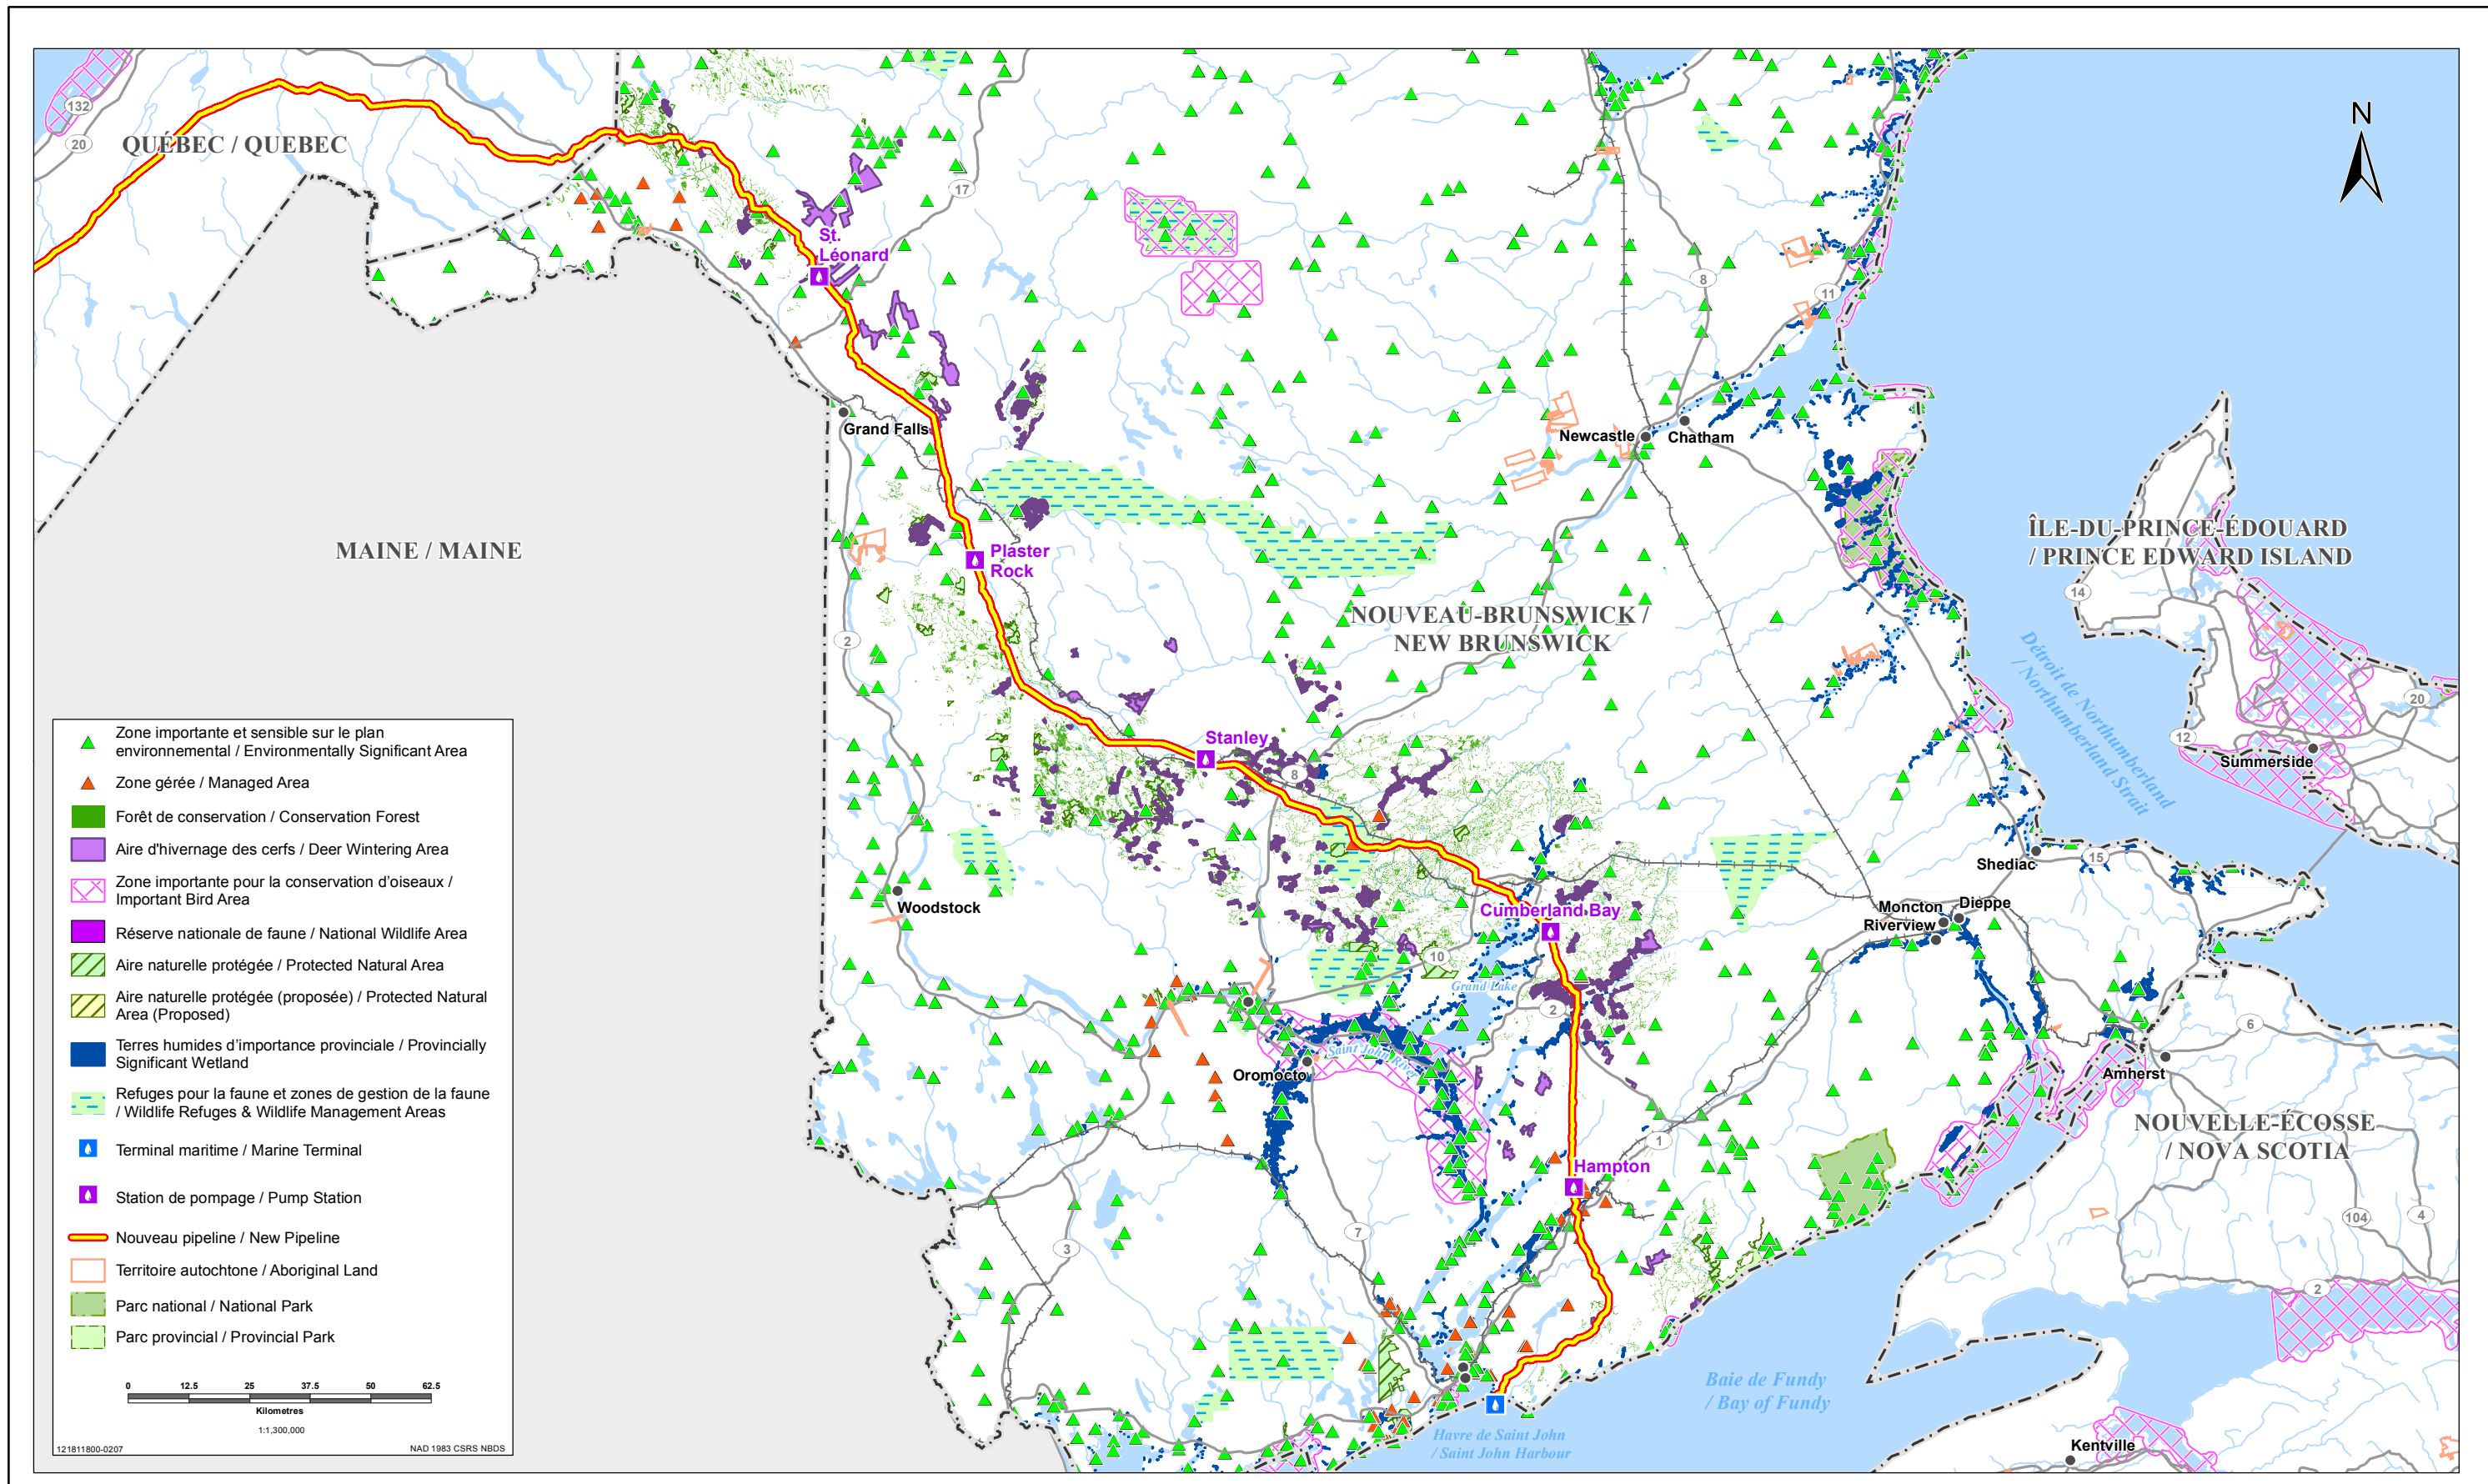 N
132
20
QUÉBEC / QUEBEC
17
St.
Léonard
8
11
Grand Falls
Newcastle
Chatham
MAINE / MAINE
Plaster
Rock
ÎLE-DU-PRINCE-ÉDOUARD
/ PRINCE EDWARD ISLAND
14
2
NOUVEAU-BRUNSWICK /
NEW BRUNSWICK
Détroit de Northumberland
/ Northumberland Strait
20
12
Summerside
Stanley
8
Shediac
15
Woodstock
Cumberland Bay
Moncton
Dieppe
Riverview
10
Grand Lake
2
6
Saint John River
Oromocto
Amherst
NOUVELLE-ÉCOSSE
/ NOVA SCOTIA
1
Hampton
104
4
7
3
2
Baie de Fundy
/ Bay of Fundy
Havre de Saint John
/ Saint John Harbour
Kentville
Zone importante et sensible sur le plan
environnemental / Environmentally Significant Area
Zone gérée / Managed Area
Forêt de conservation / Conservation Forest
Aire d'hivernage des cerfs / Deer Wintering Area
Zone importante pour la conservation d’oiseaux /
Important Bird Area
Réserve nationale de faune / National Wildlife Area
Aire naturelle protégée / Protected Natural Area
Aire naturelle protégée (proposée) / Protected Natural
Area (Proposed)
Terres humides d’importance provinciale / Provincially
Significant Wetland
Refuges pour la faune et zones de gestion de la faune
/ Wildlife Refuges & Wildlife Management Areas
Terminal maritime / Marine Terminal
Station de pompage / Pump Station
Nouveau pipeline / New Pipeline
Territoire autochtone / Aboriginal Land
Parc national / National Park
Parc provincial / Provincial Park
0 12.5 25 37.5 50 62.5
Kilometres
1:1,300,000
121811800-0207
NAD 1983 CSRS NBDS